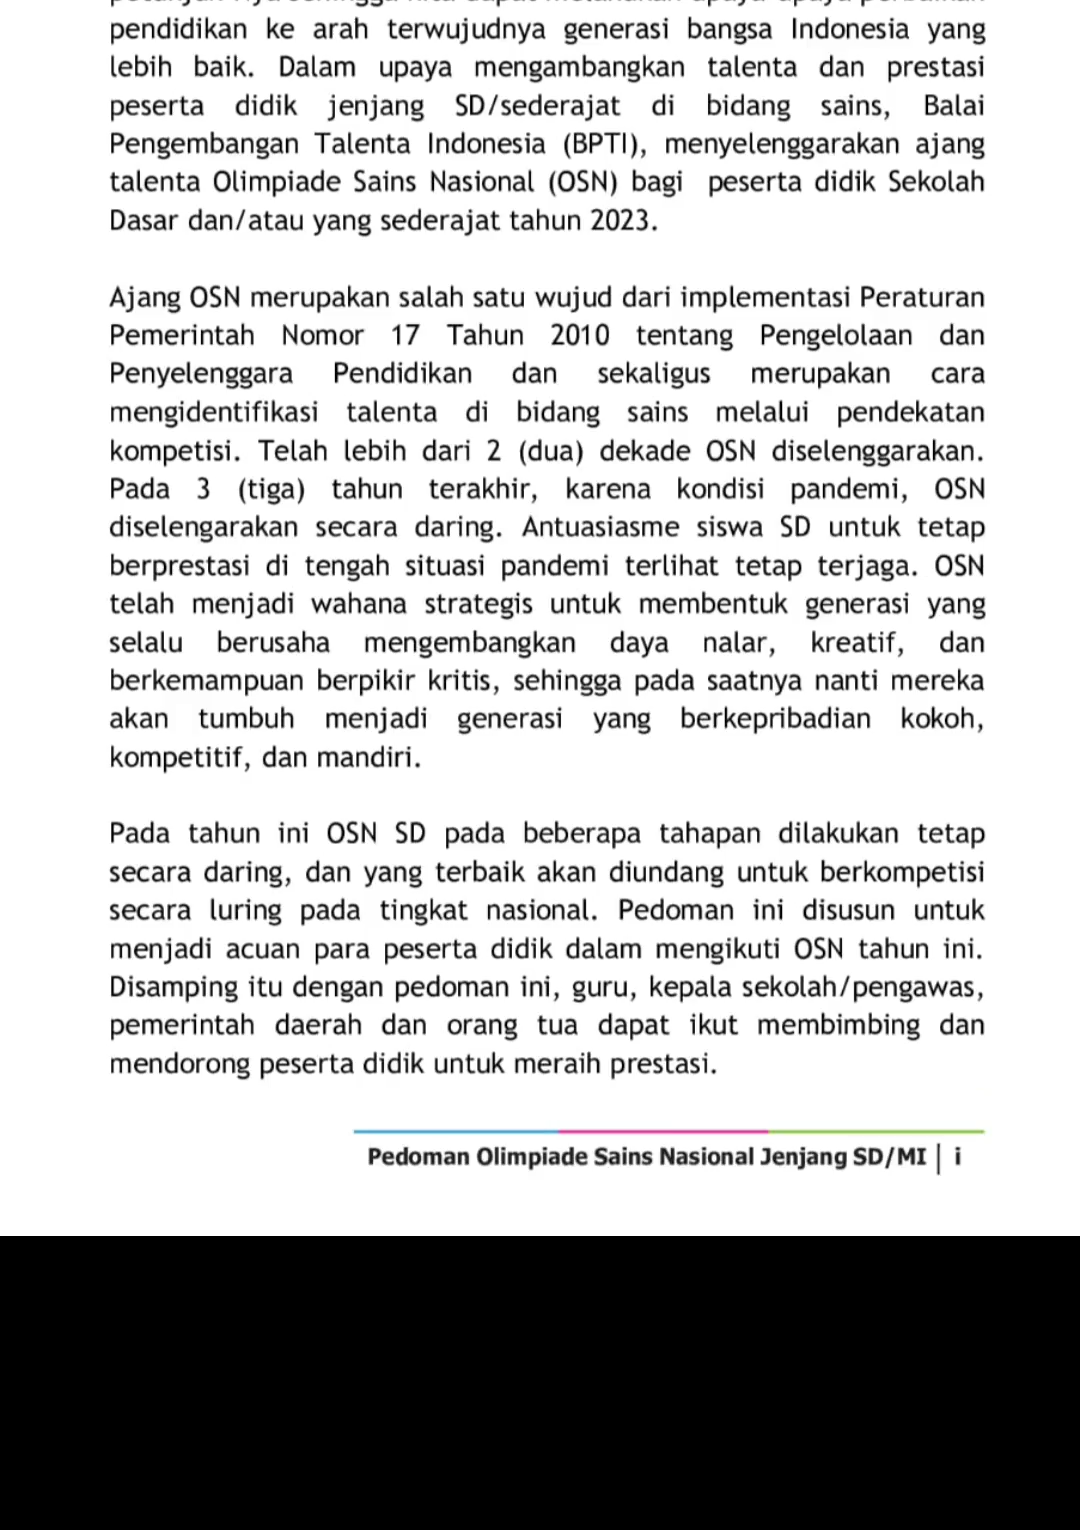 pendidikan ke arah terwujudnya generasi bangsa Indonesia yang
lebih baik. Dalam upaya mengambangkan talenta dan prestasi
peserta didik jenjang SD/sederajat di bidang sains, Balai
Pengembangan Talenta Indonesia (BPTI), menyelenggarakan ajang
talenta Olimpiade Sains Nasional (OSN) bagi peserta didik Sekolah
Dasar dan/atau yang sederajat tahun 2023.
Ajang OSN merupakan salah satu wujud dari implementasi Peraturan
Pemerintah Nomor 17 Tahun 2010 tentang Pengelolaan dan
Penyelenggara Pendidikan dan sekaligus merupakan cara
mengidentifikasi talenta di bidang sains melalui pendekatan
kompetisi. Telah lebih dari 2 (dua) dekade OSN diselenggarakan.
Pada 3 (tiga) tahun terakhir, karena kondisi pandemi, OSN
diselengarakan secara daring. Antuasiasme siswa SD untuk tetap
berprestasi di tengah situasi pandemi terlihat tetap terjaga. OSN
telah menjadi wahana strategis untuk membentuk generasi yang
selalu berusaha mengembangkan daya nalar, kreatif, dan
berkemampuan berpikir kritis, sehingga pada saatnya nanti mereka
akan tumbuh menjadi generasi yang berkepribadian kokoh,
kompetitif, dan mandiri.
Pada tahun ini OSN SD pada beberapa tahapan dilakukan tetap
secara daring, dan yang terbaik akan diundang untuk berkompetisi
secara luring pada tingkat nasional. Pedoman ini disusun untuk
menjadi acuan para peserta didik dalam mengikuti OSN tahun ini.
Disamping itu dengan pedoman ini, guru, kepala sekolah/pengawas,
pemerintah daerah dan orang tua dapat ikut membimbing dan
mendorong peserta didik untuk meraih prestasi.
Pedoman Olimpiade Sains Nasional Jenjang SD/MI | i